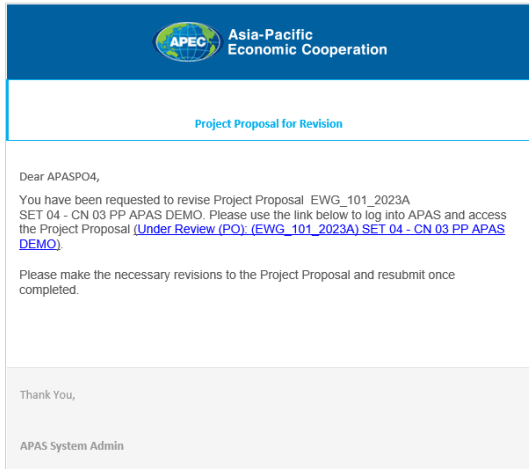 APEC
Asia-Pacific
Economic Cooperation
Project Proposal for Revision
Dear APASPO4,
You have been requested to revise Project Proposal  EWG_101_2023A
SET 04 - CN 03 PP APAS DEMO. Please use the link below to log into APAS and access
the Project Proposal (Under Review (PO): (EWG_101_2023A) SET 04 - CN 03 PP APAS
DEMO).
Please make the necessary revisions to the Project Proposal and resubmit once
completed.
Thank You,
APAS System Admin